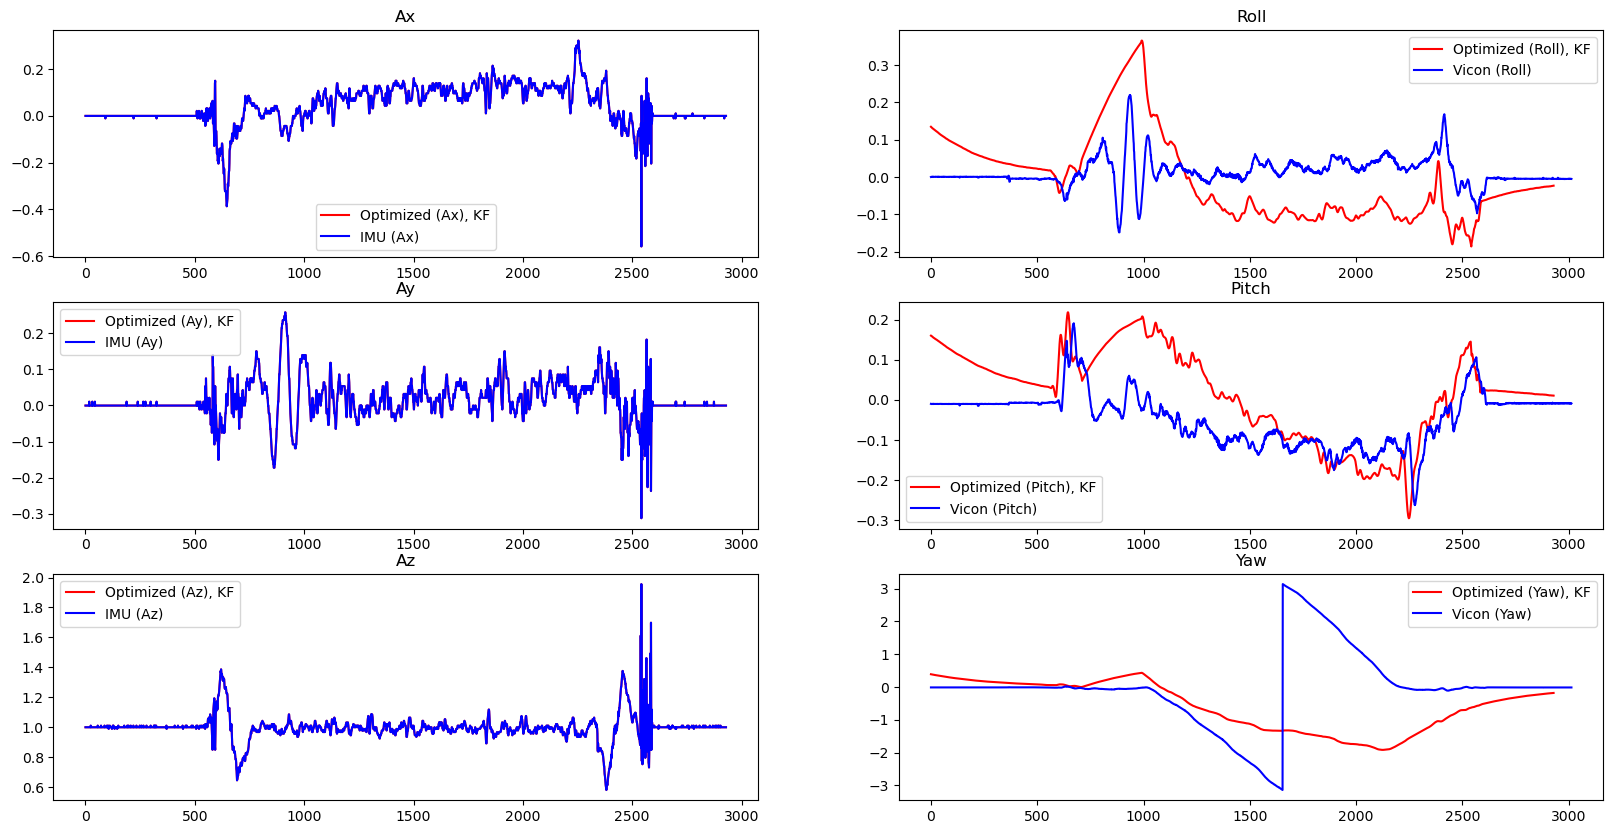 Ax
0.2
0.0
−0.2
−0.4
−0.6
Optimized (Ax), KF
IMU (Ax)
0 500 1000 1500 2000 2500 3000
Roll
0.3
0.2
0.1
0.0
−0.1
−0.2
Optimized (Roll), KF
Vicon (Roll)
0 500 1000 1500 2000 2500 3000
Ay
0.2
0.1
0.0
−0.1
−0.2
−0.3
Optimized (Ay), KF
IMU (Ay)
0 500 1000 1500 2000 2500 3000
Pitch
0.2
0.1
0.0
−0.1
−0.2
−0.3
Optimized (Pitch), KF
Vicon (Pitch)
0 500 1000 1500 2000 2500 3000
Az
2.0
1.8
1.6
1.4
1.2
1.0
0.8
0.6
Optimized (Az), KF
IMU (Az)
0 500 1000 1500 2000 2500 3000
Yaw
3
2
1
0
−1
−2
−3
Optimized (Yaw), KF
Vicon (Yaw)
0 500 1000 1500 2000 2500 3000